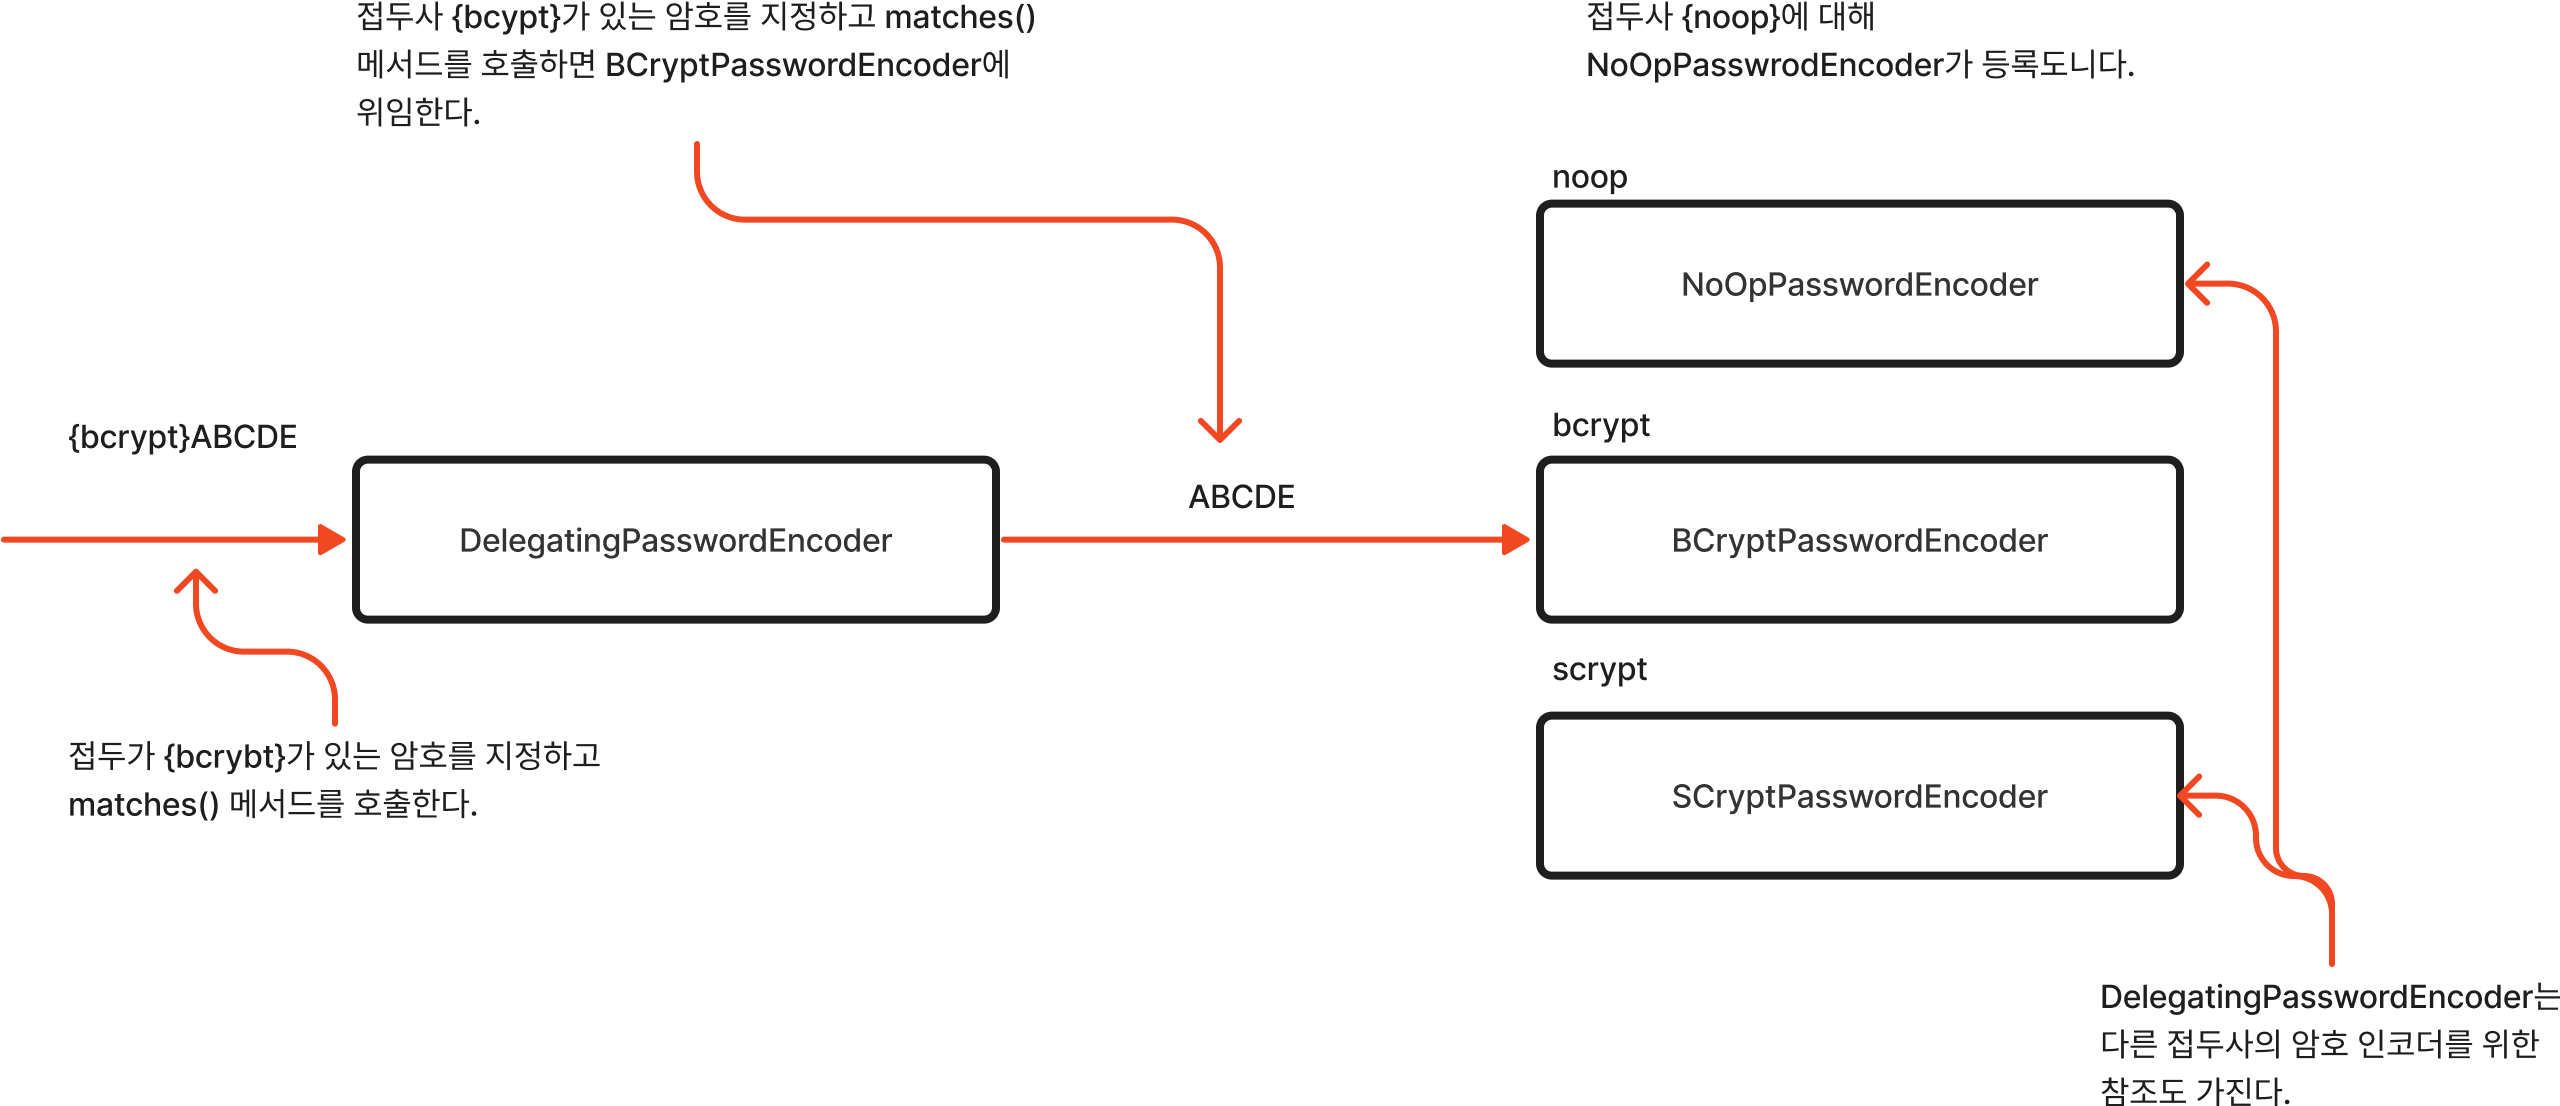 접두사 {bcypt}가 있는 암호를 지정하고 matches()
메서드를 호출하면 BCryptPasswordEncoder에
위임한다.
접두사 {noop}에 대해
NoOpPasswrodEncoder가 등록도니다.
noop
NoOpPasswordEncoder
{bcrypt}ABCDE
DelegatingPasswordEncoder
ABCDE
bcrypt
BCryptPasswordEncoder
scrypt
SCryptPasswordEncoder
접두가 {bcrybt}가 있는 암호를 지정하고
matches() 메서드를 호출한다.
DelegatingPasswordEncoder는
다른 접두사의 암호 인코더를 위한
참조도 가진다.